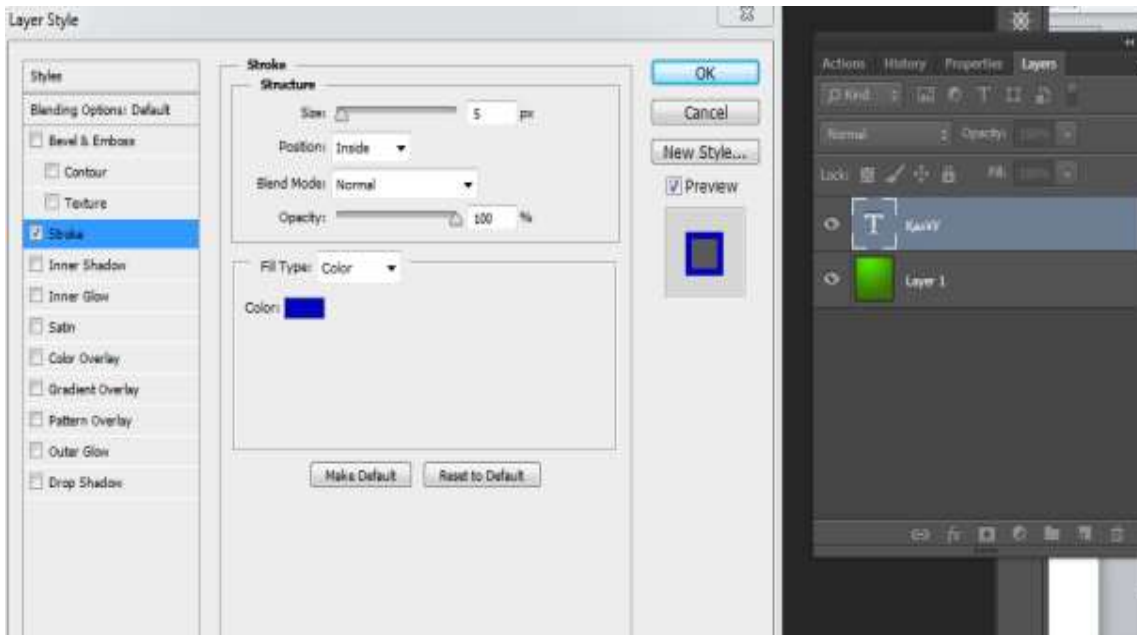 Layer Style
Styles
Blending Options: Default
Bevel & Emboss
Contour
Texture
Stroke
Inner Shadow
Inner Glow
Satin
Color Overlay
Gradient Overlay
Pattern Overlay
Outer Glow
Drop Shadow
Stroke
Structure
Size: 5 px
Position: Inside
Blend Mode: Normal
Opacity: 100 %
Fill Type: Color
Color:
Make Default Reset to Default
OK
Cancel
New Style...
Preview
Actions History Properties Layers
Kind
Normal Opacity: 100%
Lock: Fill: 100%
Layer 1